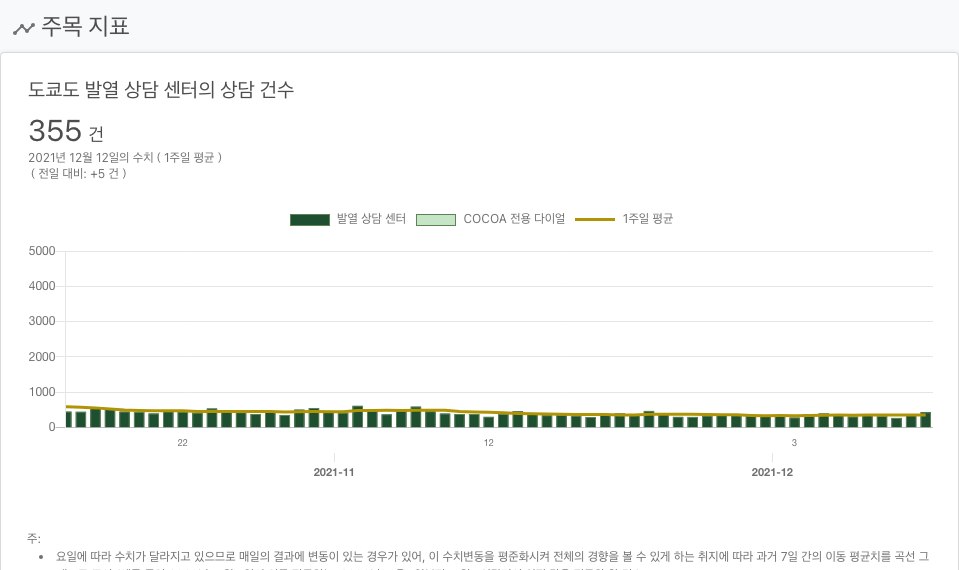 주목 지표
도쿄도 발열 상담 센터의 상담 건수
355 건
2021년 12월 12일의 수치 ( 1주일 평균 )
( 전일 대비: +5 건 )
발열 상담 센터 COCOA 전용 다이얼 1주일 평균
5000
4000
3000
2000
1000
0
22 12 3
2021-11 2021-12
주:
• 요일에 따라 수치가 달라지고 있으므로 매일의 결과에 변동이 있는 경우가 있어, 이 수치변동을 평준화시켜 전체의 경향을 볼 수 있게 하는 취지에 따라 과거 7일 간의 이동 평균치를 곡선 그